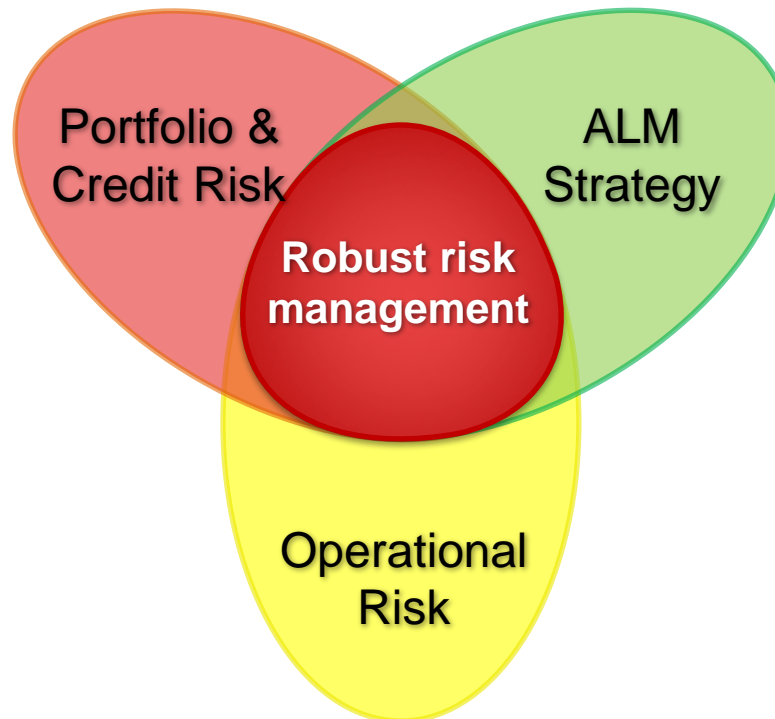 Portfolio &
Credit Risk
ALM
Strategy
Robust risk
management
Operational
Risk